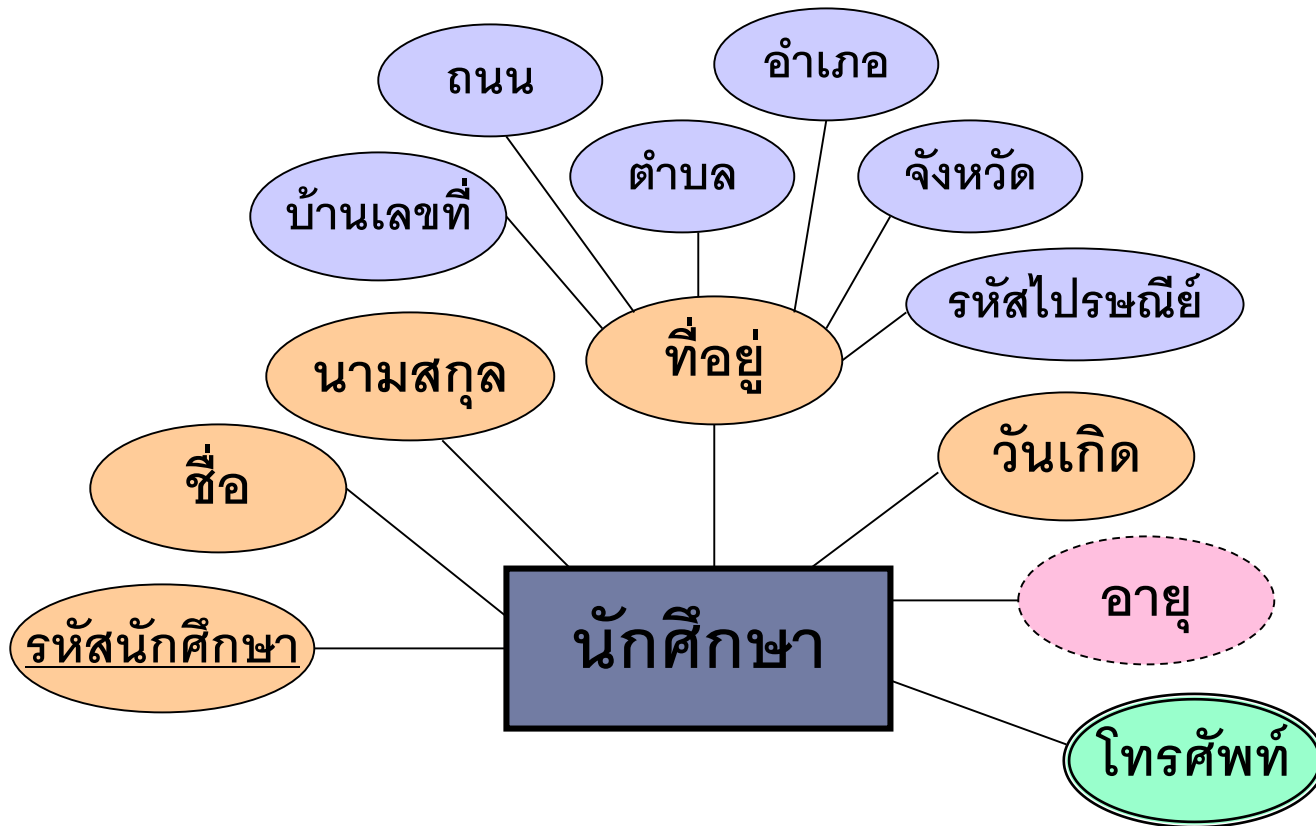 อำเภอ
ถนน
ตำบล
จังหวัด
บ้านเลขที่
รหัสไปรษณีย์
ที่อยู่
นามสกุล
วันเกิด
ชื่อ
อายุ
นักศึกษา
รหัสนักศึกษา
โทรศัพท์